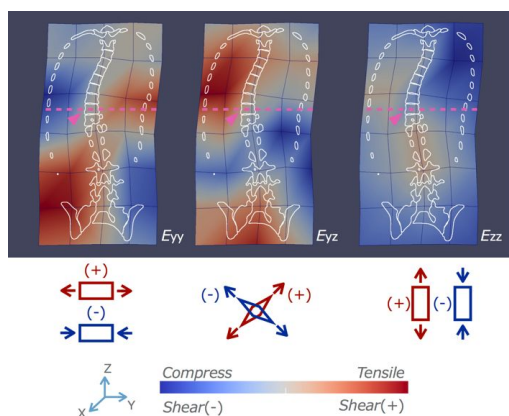 Eyy
Eyz
Ezz
(+)
(-)
(-)
(+)
(+)
(-)
Z
Y
X
Compress
Tensile
Shear(-)
Shear(+)